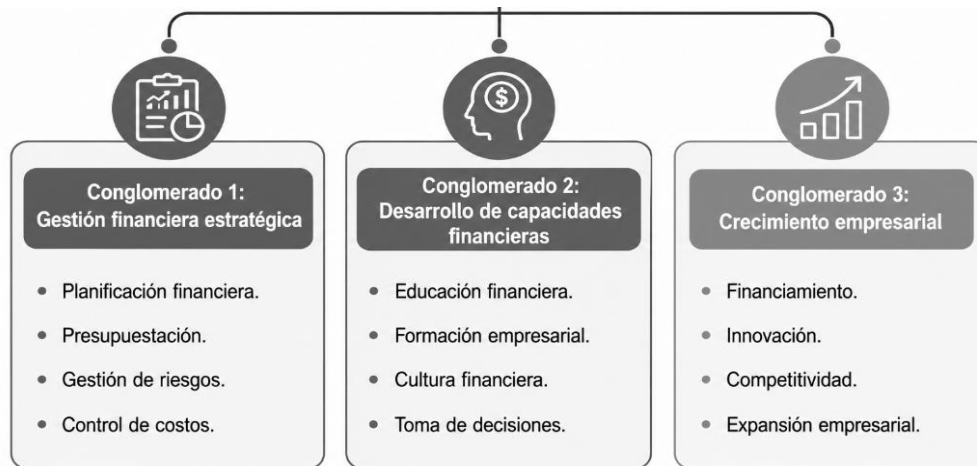 Conglomerado 1:
Gestión financiera estratégica
Planificación financiera.
Presupuestación.
Gestión de riesgos.
Control de costos.
$
Conglomerado 2:
Desarrollo de capacidades
financieras
Educación financiera.
Formación empresarial.
Cultura financiera.
Toma de decisiones.
Conglomerado 3:
Crecimiento empresarial
Financiamiento.
Innovación.
Competitividad.
Expansión empresarial.